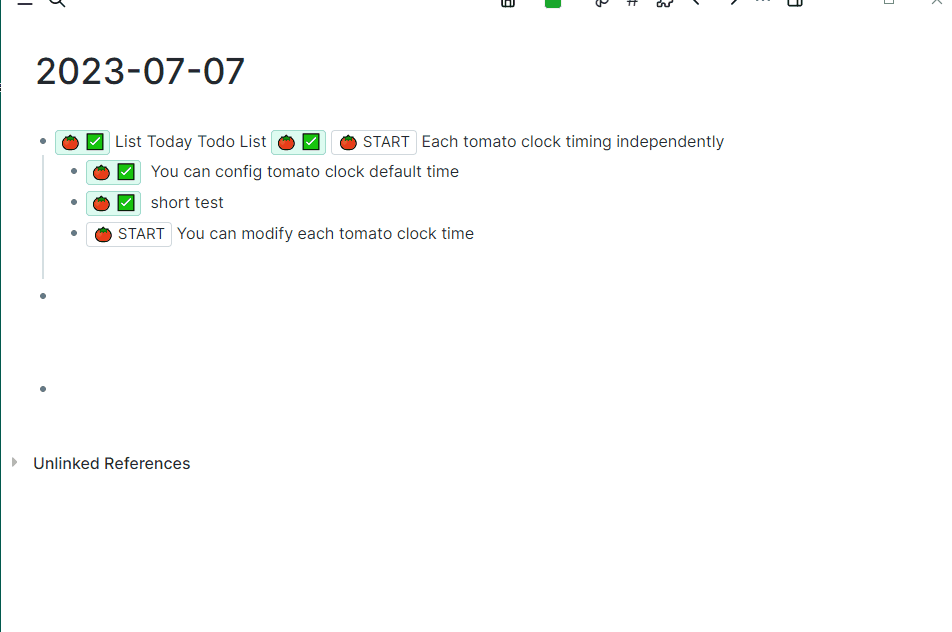 2023-07-07
🍅 ✅ List Today Todo List 🍅 ✅ 🍅 START Each tomato clock timing independently
🍅 ✅ You can config tomato clock default time
🍅 ✅ short test
🍅 START You can modify each tomato clock time
Unlinked References